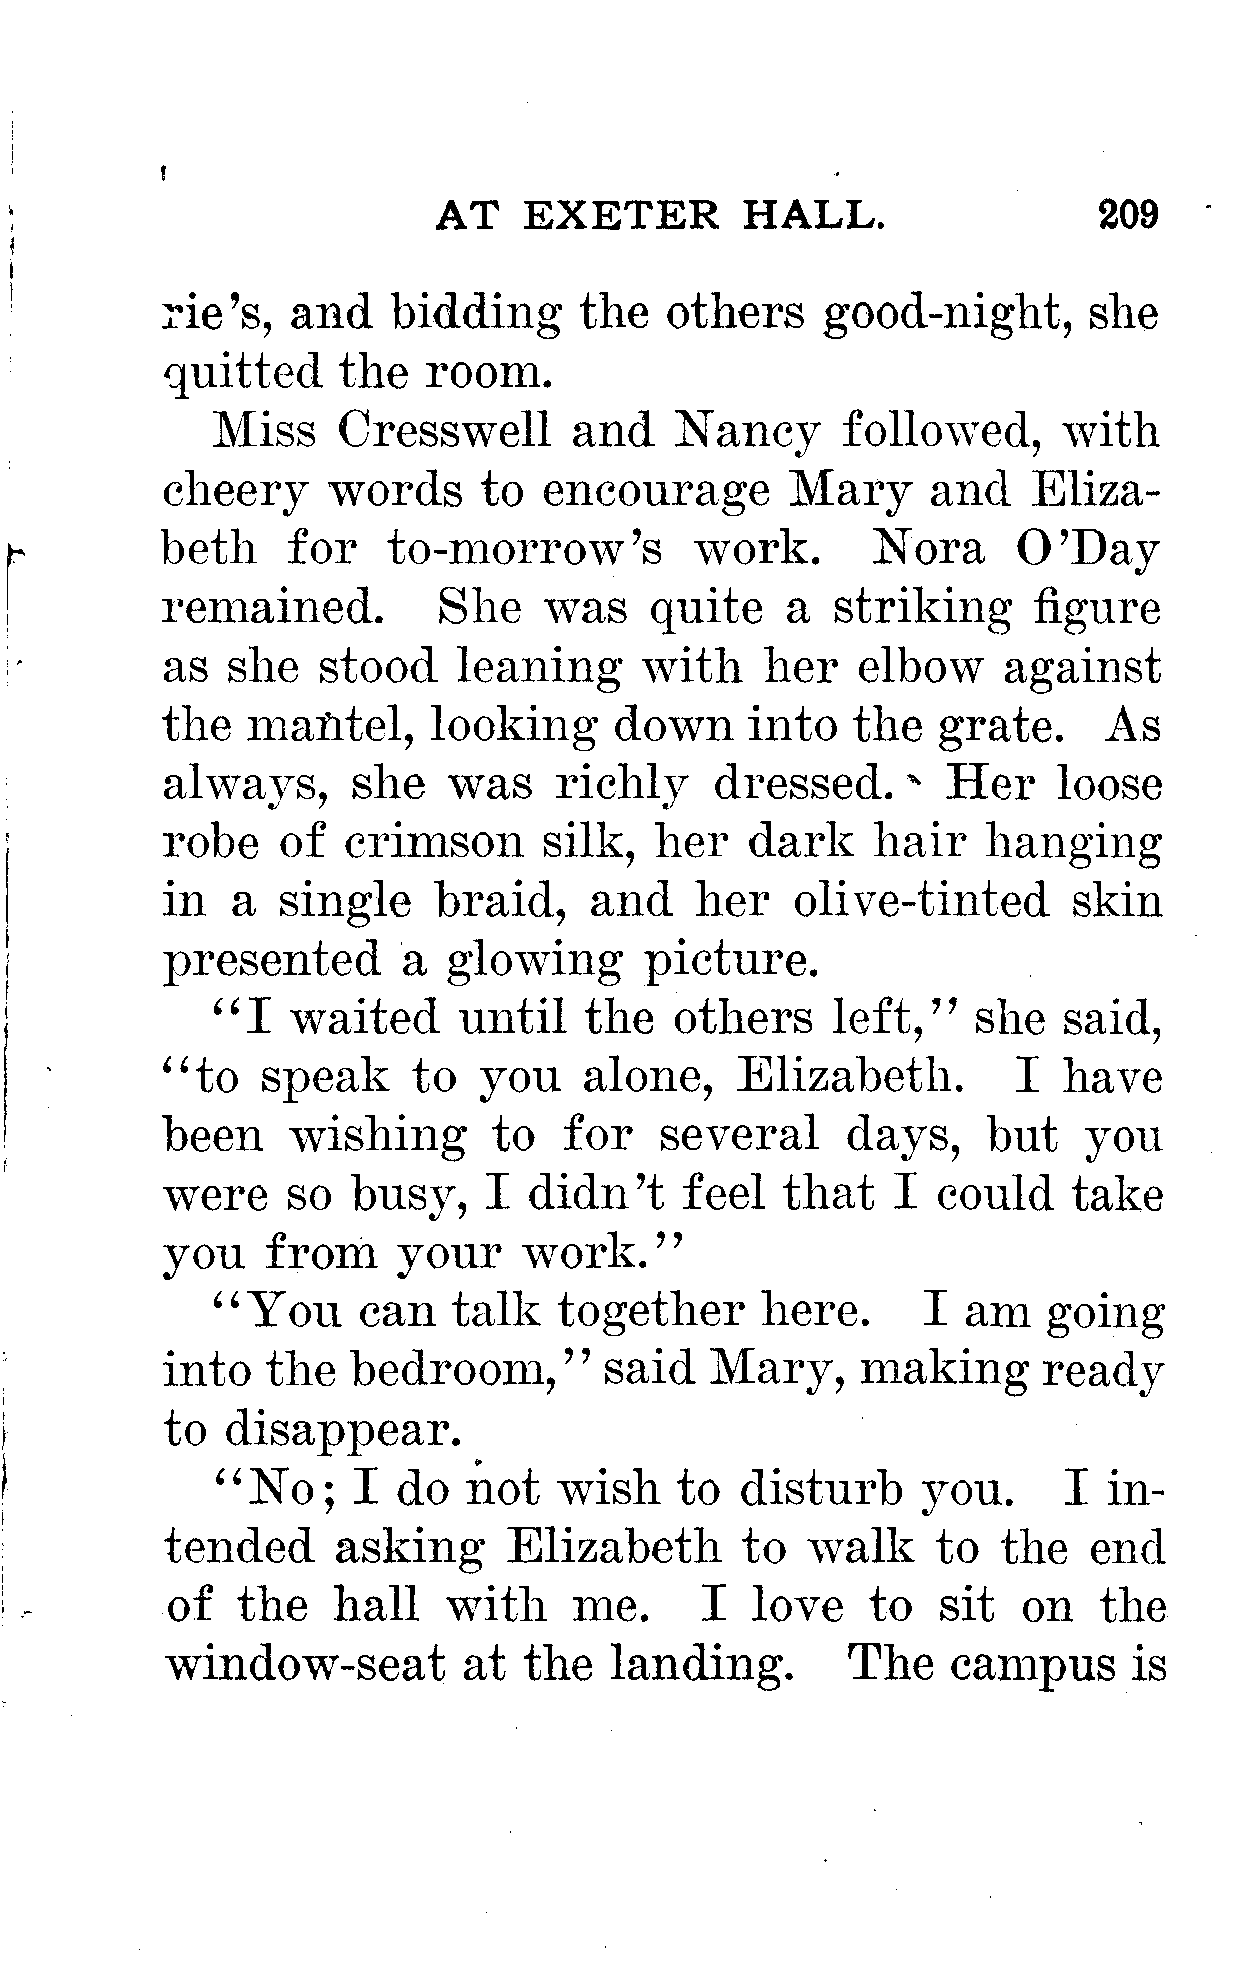 AT EXETER HALL. 209
rie's, and bidding the others good-night, she
quitted the room.
Miss Cresswell and Nancy followed, with
cheery words to encourage Mary and Eliza-
beth for to-morrow's work. Nora O'Day
remained. She was quite a striking figure
as she stood leaning with her elbow against
the mantel, looking down into the grate. As
always, she was richly dressed. Her loose
robe of crimson silk, her dark hair hanging
in a single braid, and her olive-tinted skin
presented a glowing picture.
"I waited until the others left," she said,
"to speak to you alone, Elizabeth. I have
been wishing to for several days, but you
were so busy, I didn't feel that I could take
you from your work."
"You can talk together here. I am going
into the bedroom," said Mary, making ready
to disappear.
"No; I do not wish to disturb you. I in-
tended asking Elizabeth to walk to the end
of the hall with me. I love to sit on the
window-seat at the landing. The campus is